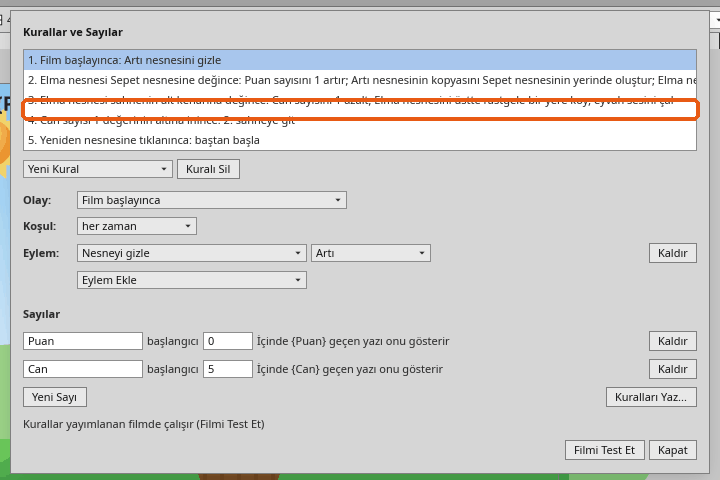 Kurallar ve Sayılar
1. Film başlayınca: Artı nesnesini gizle
2. Elma nesnesi Sepet nesnesine değince: Puan sayısını 1 artır; Artı nesnesinin kopyasını Sepet nesnesinin yerinde oluştur; Elma ne
3. Elma nesnesi sahnenin alt kenarına değince: Can sayısını 1 azalt; Elma nesnesini üstte rastgele bir yere koy; eyvah sesini çal
4. Can sayısı 1 değerinin altına inince: 2. sahneye git
5. Yeniden nesnesine tıklanınca: baştan başla
Yeni Kural Kuralı Sil
Olay: Film başlayınca
Koşul: her zaman
Eylem: Nesneyi gizle Artı Kaldır
Eylem Ekle
Sayılar
Puan başlangıcı 0 İçinde {Puan} geçen yazı onu gösterir Kaldır
Can başlangıcı 5 İçinde {Can} geçen yazı onu gösterir Kaldır
Yeni Sayı Kuralları Yaz...
Kurallar yayımlanan filmde çalışır (Filmi Test Et)
Filmi Test Et Kapat